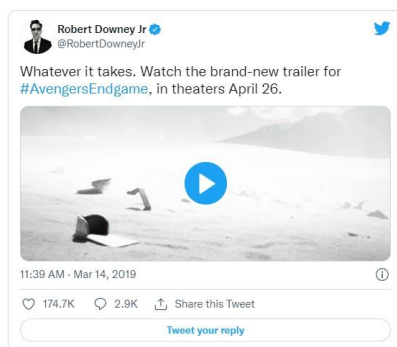 Robert Downey Jr
@RobertDowneyJr
Whatever it takes. Watch the brand-new trailer for
#AvengersEndgame, in theaters April 26.
11:39 AM · Mar 14, 2019
174.7K 2.9K Share this Tweet
Tweet your reply